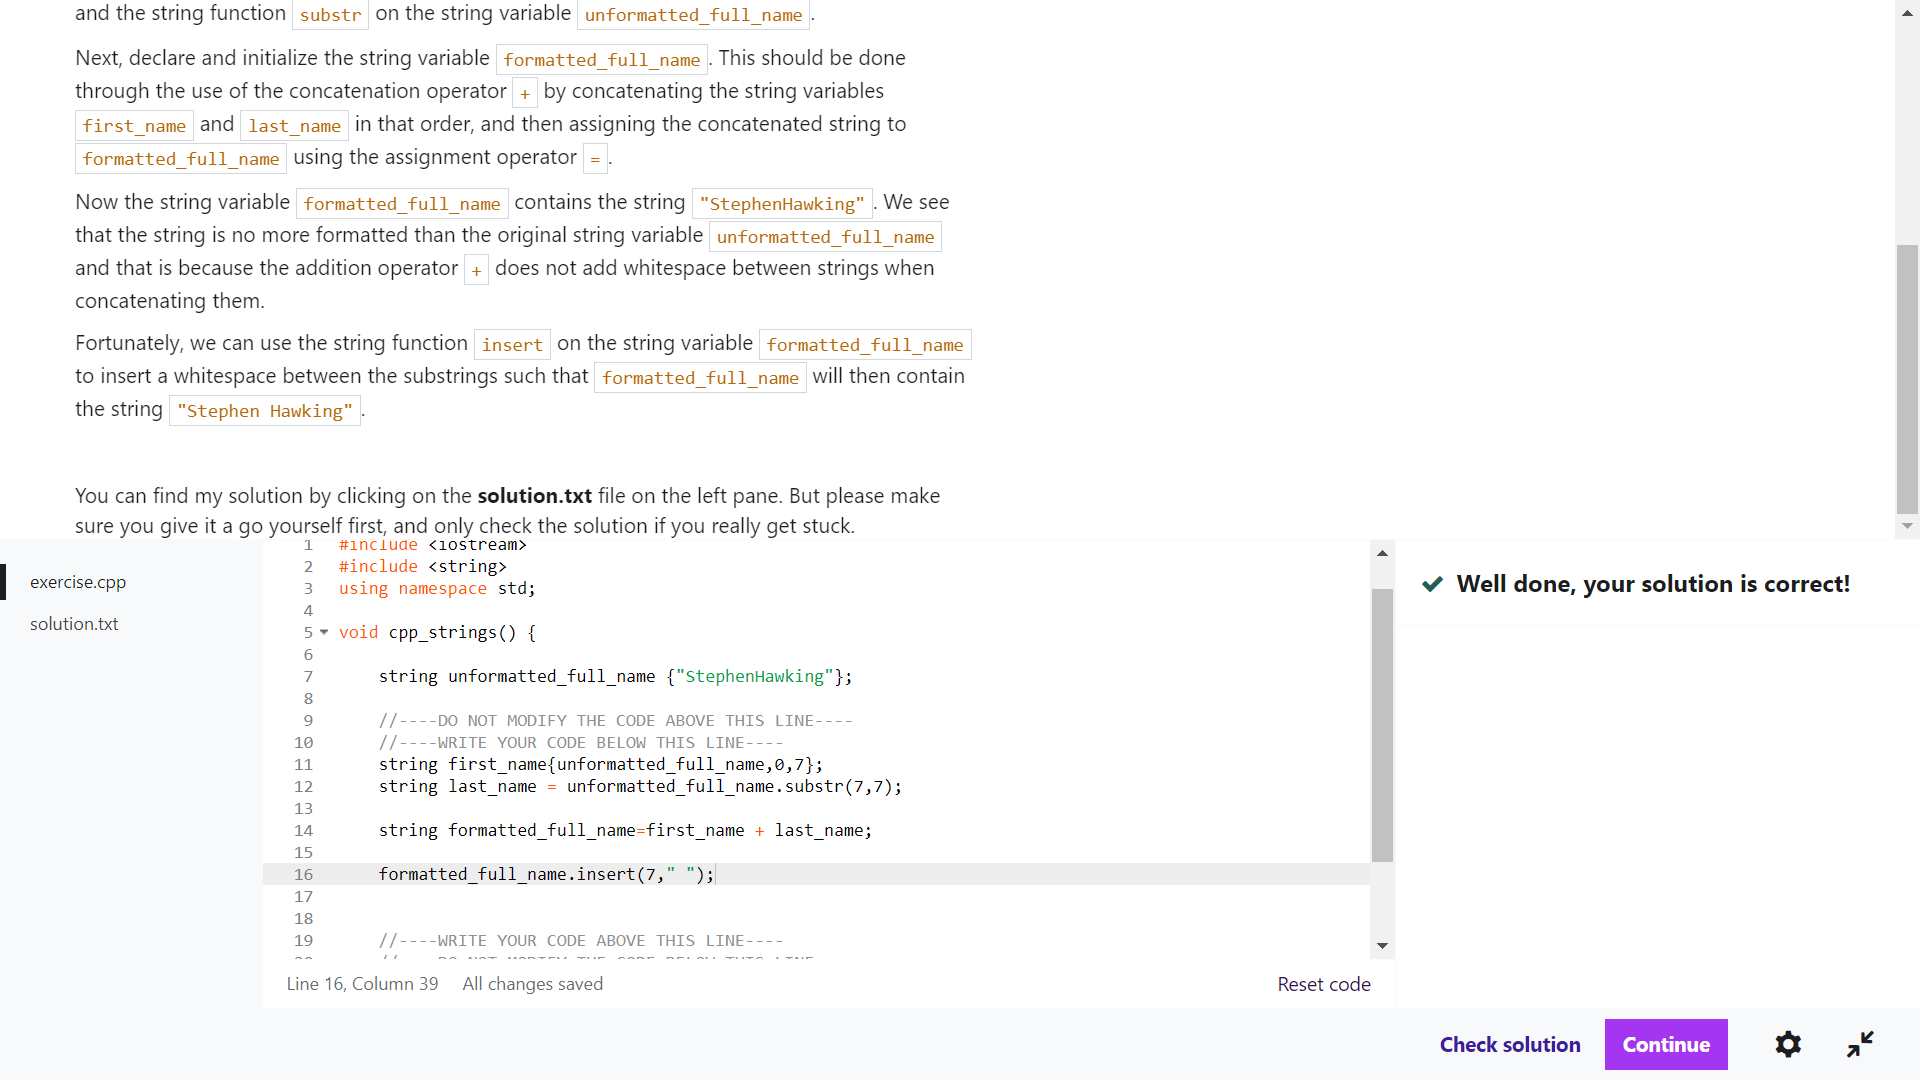 and the string function substr on the string variable unformatted_full_name .
Next, declare and initialize the string variable formatted_full_name . This should be done
through the use of the concatenation operator + by concatenating the string variables
first_name and last_name in that order, and then assigning the concatenated string to
formatted_full_name using the assignment operator = .
Now the string variable formatted_full_name contains the string "StephenHawking" . We see
that the string is no more formatted than the original string variable unformatted_full_name
and that is because the addition operator + does not add whitespace between strings when
concatenating them.
Fortunately, we can use the string function insert on the string variable formatted_full_name
to insert a whitespace between the substrings such that formatted_full_name will then contain
the string "Stephen Hawking" .
You can find my solution by clicking on the solution.txt file on the left pane. But please make
sure you give it a go yourself first, and only check the solution if you really get stuck.
exercise.cpp
solution.txt
1 #include <iostream>
2 #include <string>
3 using namespace std;
4
5 void cpp_strings() {
6
7 string unformatted_full_name {"StephenHawking"};
8
9 //----DO NOT MODIFY THE CODE ABOVE THIS LINE----
10 //----WRITE YOUR CODE BELOW THIS LINE----
11 string first_name{unformatted_full_name,0,7};
12 string last_name = unformatted_full_name.substr(7,7);
13
14 string formatted_full_name=first_name + last_name;
15
16 formatted_full_name.insert(7," ");
17
18
19 //----WRITE YOUR CODE ABOVE THIS LINE----
Line 16, Column 39 All changes saved
Reset code
Well done, your solution is correct!
Check solution
Continue